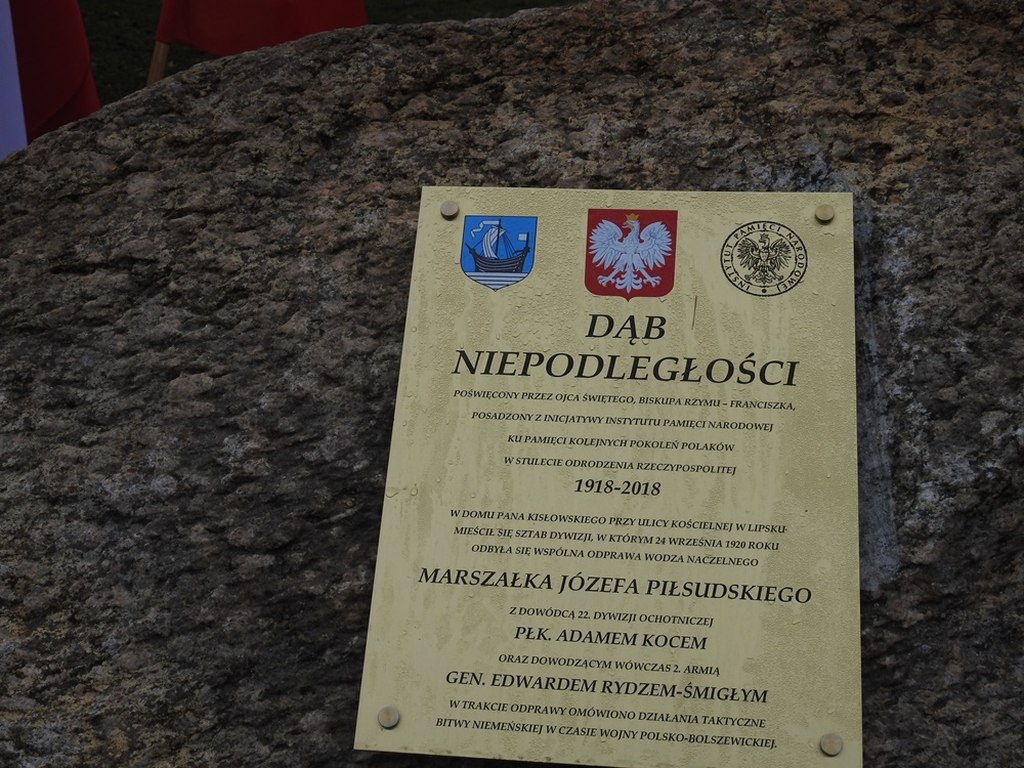 INSTYTUT PAMIĘCI NARODOWEJ
DĄB
NIEPODLEGŁOŚCI
POŚWIĘCONY PRZEZ OJCA ŚWIĘTEGO, BISKUPA RZYMU – FRANCISZKA,
POSADZONY Z INICJATYWY INSTYTUTU PAMIĘCI NARODOWEJ
KU PAMIĘCI KOLEJNYCH POKOLEŃ POLAKÓW
W STULECIE ODRODZENIA RZECZYPOSPOLITEJ
1918-2018
W DOMU PANA KISŁOWSKIEGO PRZY ULICY KOŚCIELNEJ W LIPSKU
MIEŚCIŁ SIĘ SZTAB DYWIZJI, W KTÓRYM 24 WRZEŚNIA 1920 ROKU
ODBYŁA SIĘ WSPÓLNA ODPRAWA WODZA NACZELNEGO
MARSZAŁKA JÓZEFA PIŁSUDSKIEGO
Z DOWÓDCĄ 22. DYWIZJI OCHOTNICZEJ
PŁK. ADAMEM KOCEM
ORAZ DOWODZĄCYM WÓWCZAS 2. ARMIĄ
GEN. EDWARDEM RYDZEM-ŚMIGŁYM
W TRAKCIE ODPRAWY OMÓWIONO DZIAŁANIA TAKTYCZNE
BITWY NIEMEŃSKIEJ W CZASIE WOJNY POLSKO-BOLSZEWICKIEJ.